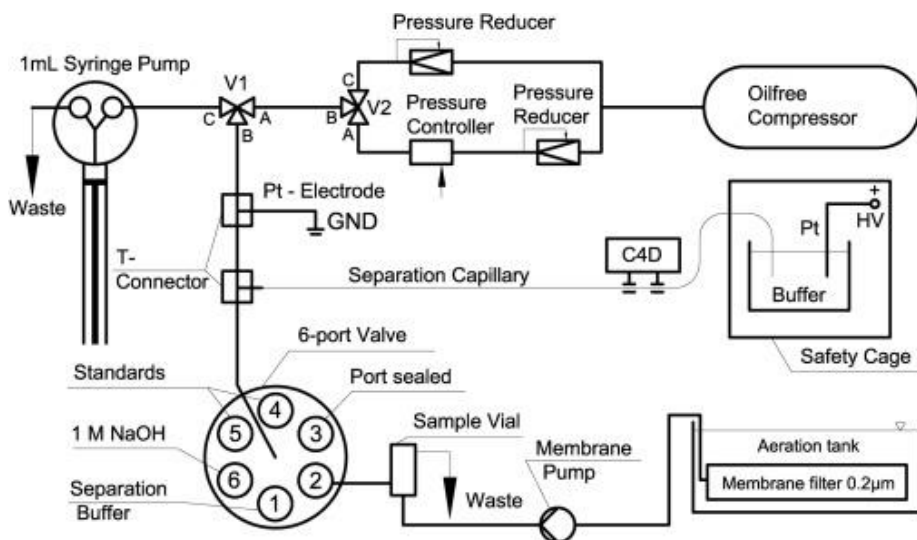 Pressure Reducer
1mL Syringe Pump
V1
C
A
B
C
V2
B
A
Pressure
Controller
Pressure
Reducer
Oilfree
Compressor
Waste
Pt - Electrode
GND
T-
Connector
Separation Capillary
C4D
+
HV
Pt
Buffer
Safety Cage
6-port Valve
Standards
Port sealed
1 M NaOH
Separation
Buffer
4
5
3
6
2
1
Sample Vial
Waste
Membrane
Pump
Aeration tank
Membrane filter 0.2µm